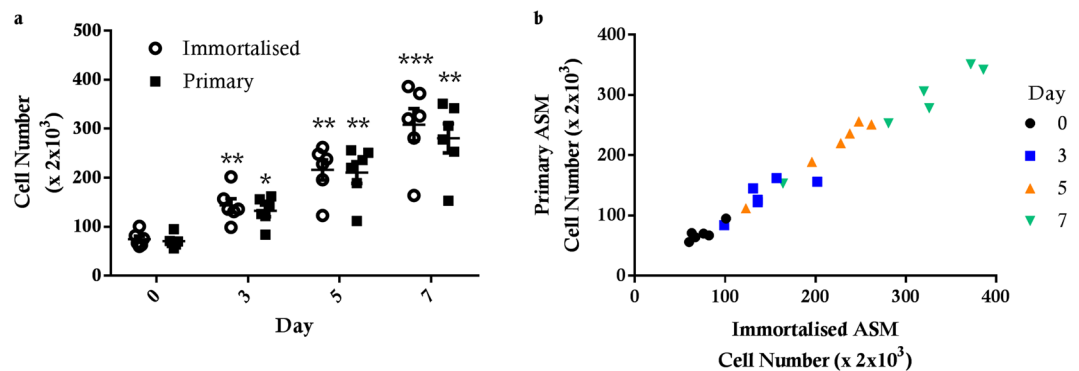 a
Cell Number
(x 2x10³)
500
400
300
200
100
0
Immortalised
Primary
**
*
**
**
***
**
0
3
5
7
Day
b
Primary ASM
Cell Number (x 2x10³)
400
300
200
100
0
0
100
200
300
400
Immortalised ASM
Cell Number (x 2x10³)
Day
0
3
5
7